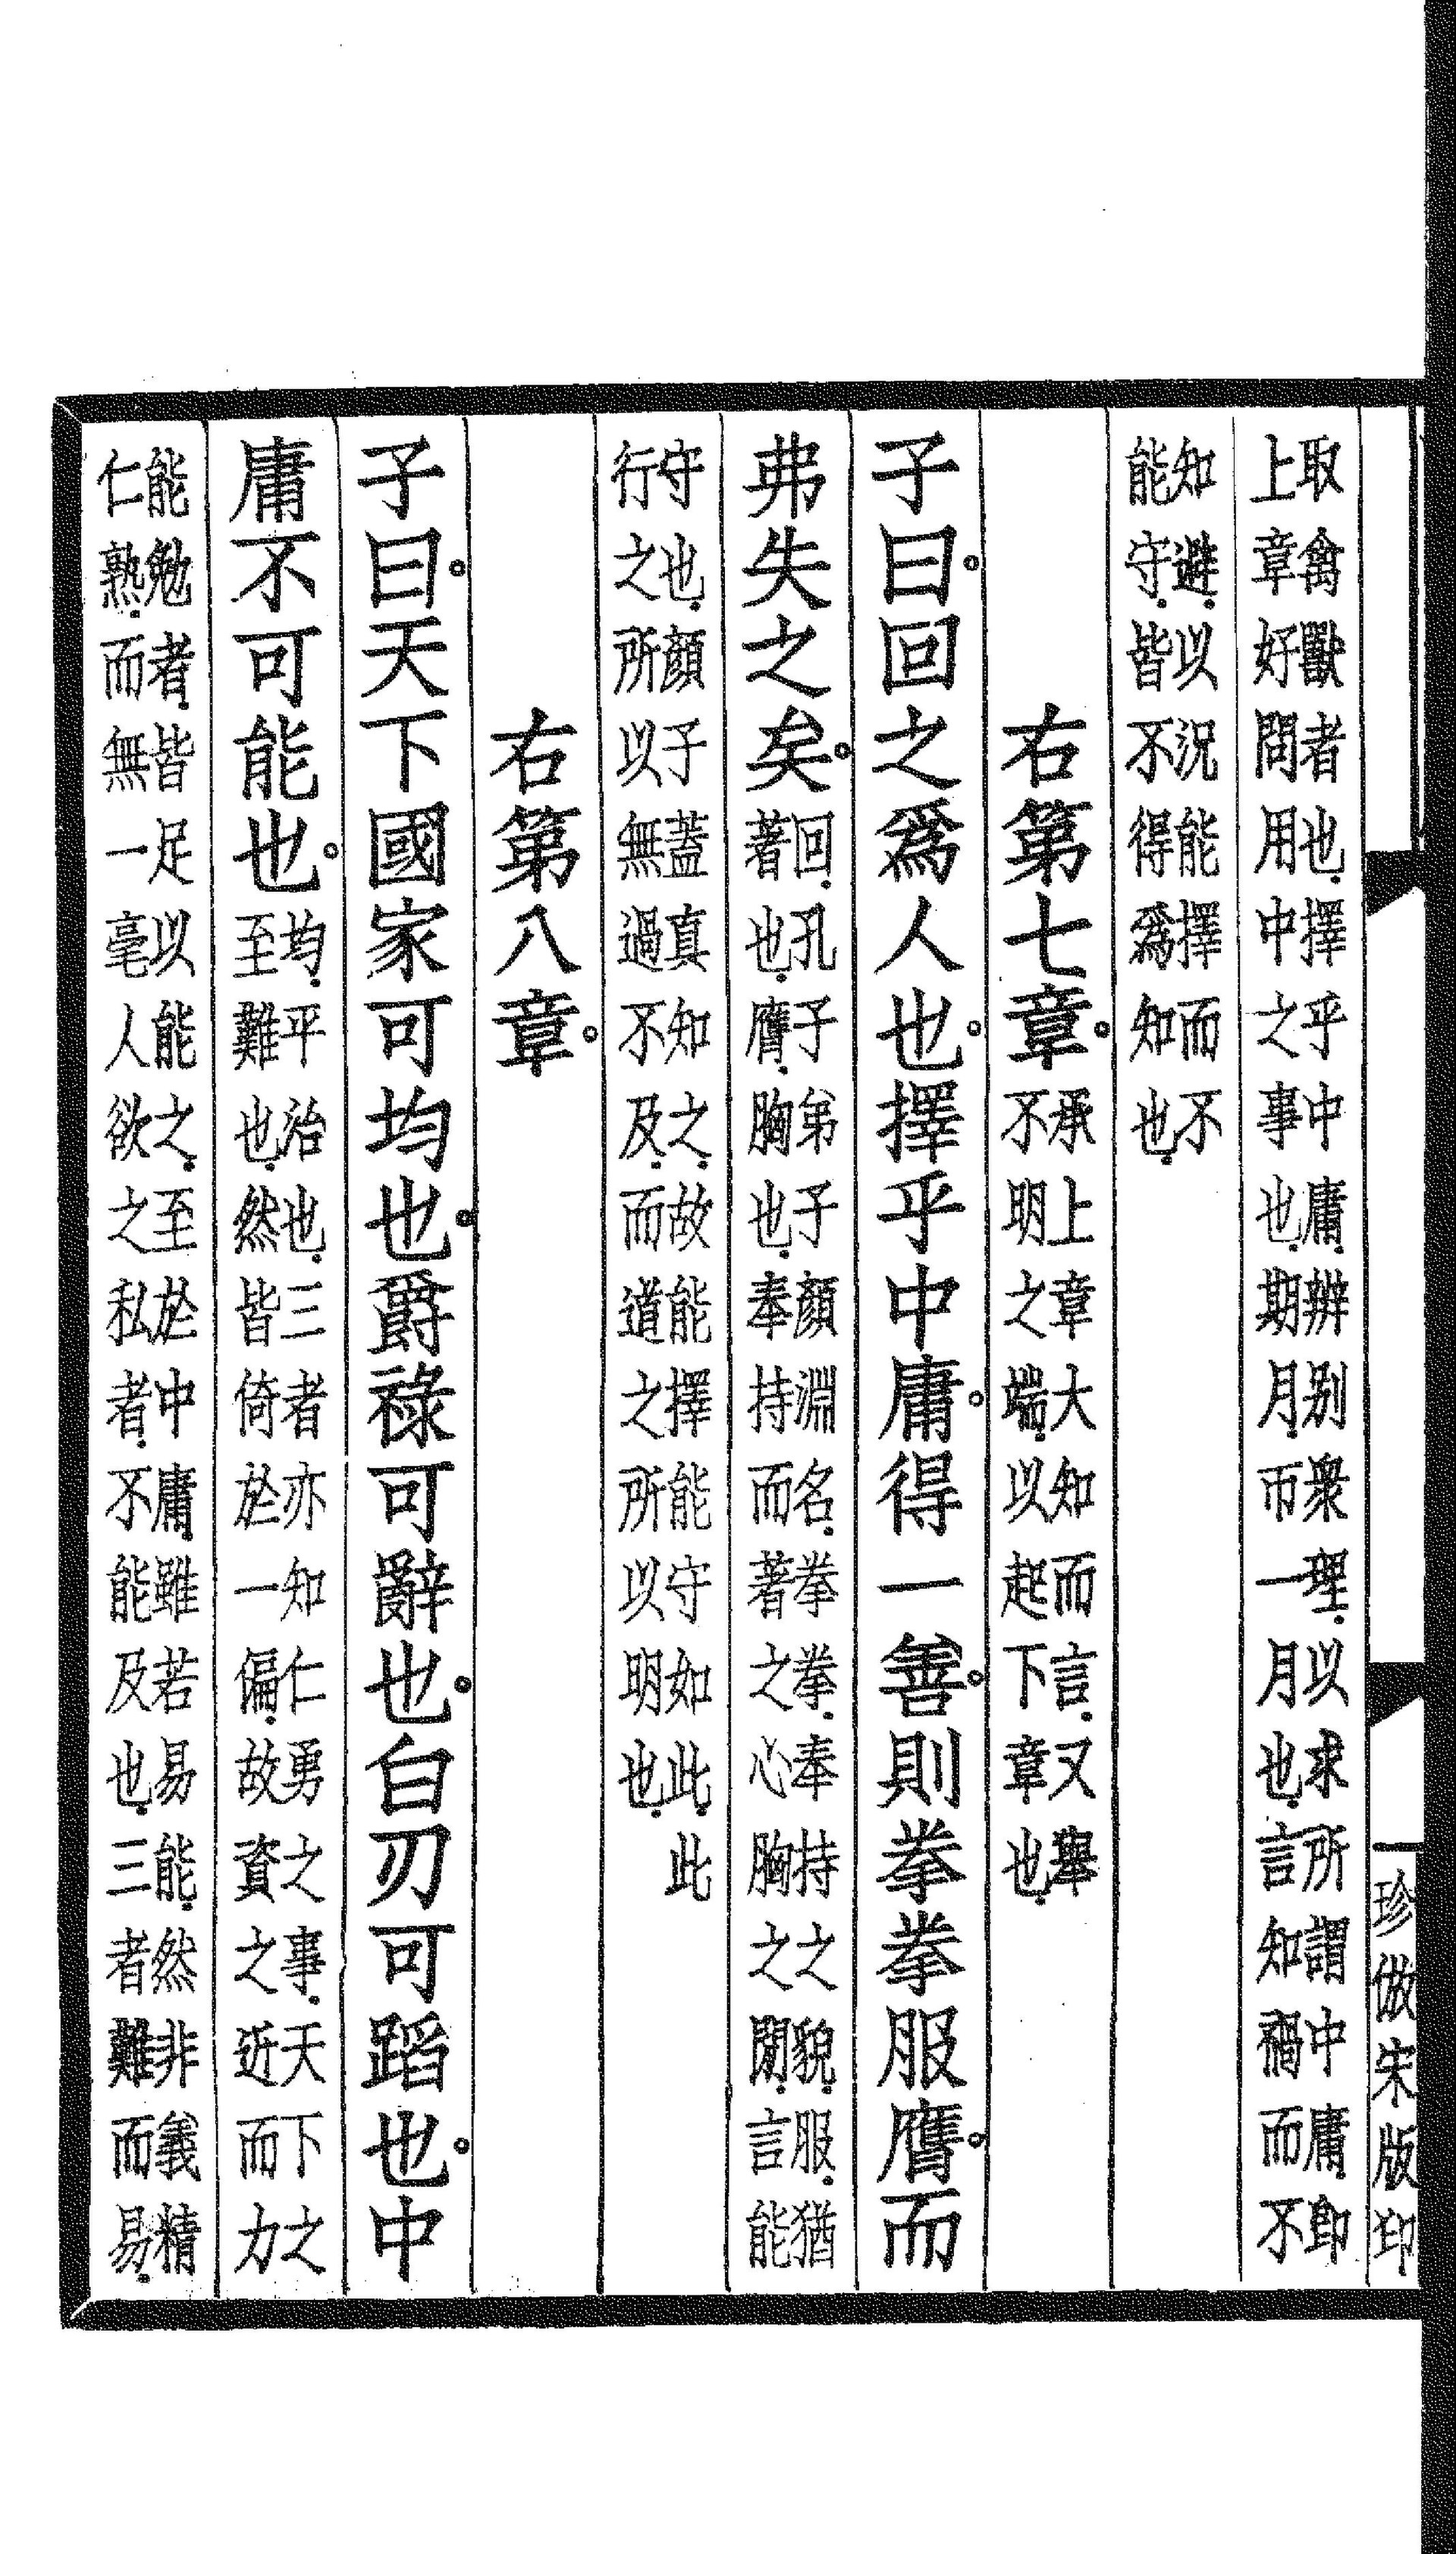 珍倣宋版印
取禽獸者也、擇乎中庸、辨别衆理、以求所謂中庸、即
上章好問用中之事也、期月、帀一月也、言知禍而不
知避、以況能擇而不
能守、皆不得爲知也、
右第七章。承上章大知而言、又舉
不明之端、以起下章也、
子曰。回之爲人也。擇乎中庸。得一善。則拳拳服膺。而
弗失之矣。回、孔子弟子顏淵名、拳拳、奉持之貌、服、猶
著也、膺、胸也、奉持而著之心胸之閒、言能
守也、顏子蓋真知之、故能擇能守如此、此
行之所以無過不及、而道之所以明也、
右第八章。
子曰。天下國家可均也。爵祿可辭也。白刃可蹈也。中
庸不可能也。均、平治也、三者亦知仁勇之事、天下之
至難也、然皆倚於一偏、故資之近而力
能勉者、皆足以能之、至於中庸、雖若易能、然非義精
仁熟、而無一毫人欲之私者、不能及也、三者難而易、